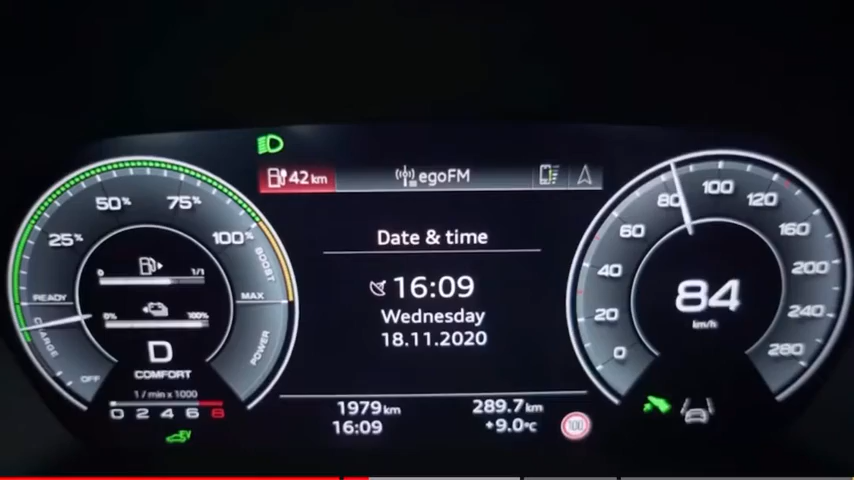 42 km
egoFM
50%
75%
25%
100%
BOOST
READY
MAX
CHARGE
POWER
OFF
0 1/1
0% 100%
D
COMFORT
1 / min x 1000
0 2 4 6 8
EV
Date & time
16:09
Wednesday
18.11.2020
1979 km
289.7 km
16:09
+9.0°C
100
0
20
40
60
80
100
120
160
200
240
280
84
km/h